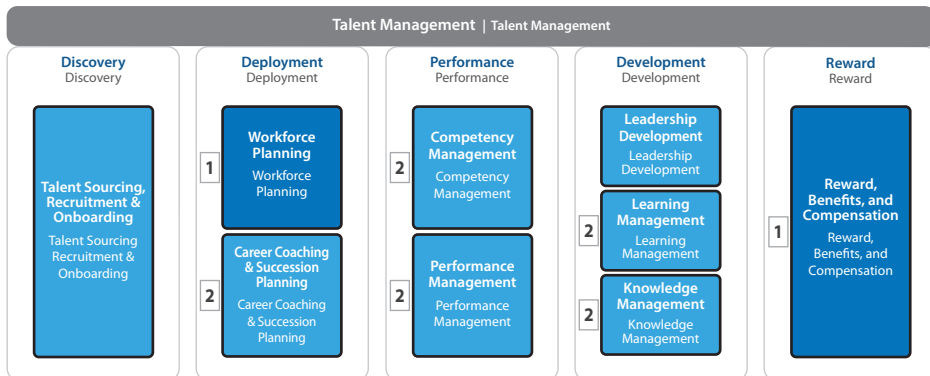 Talent Management | Talent Management
Discovery
Discovery
Talent Sourcing,
Recruitment &
Onboarding
Talent Sourcing
Recruitment &
Onboarding
Deployment
Deployment
1
Workforce
Planning
Workforce
Planning
2
Career Coaching
& Succession
Planning
Career Coaching
& Succession
Planning
Performance
Performance
2
Competency
Management
Competency
Management
2
Performance
Management
Performance
Management
Development
Development
Leadership
Development
Leadership
Development
2
Learning
Management
Learning
Management
2
Knowledge
Management
Knowledge
Management
Reward
Reward
1
Reward,
Benefits, and
Compensation
Reward,
Benefits, and
Compensation